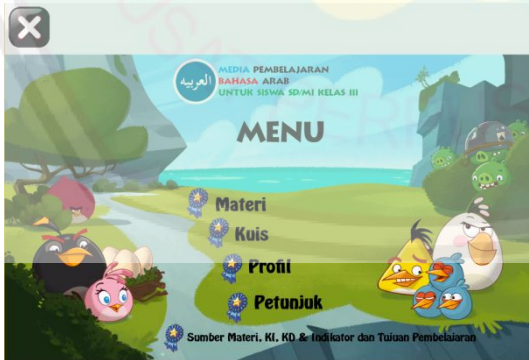 العربيه
MEDIA PEMBELAJARAN
BAHASA ARAB
UNTUK SISWA SD/MI KELAS III
MENU
Materi
Kuis
Profil
Petunjuk
Sumber Materi, KI, KD & Indikator dan Tujuan Pembelajaran